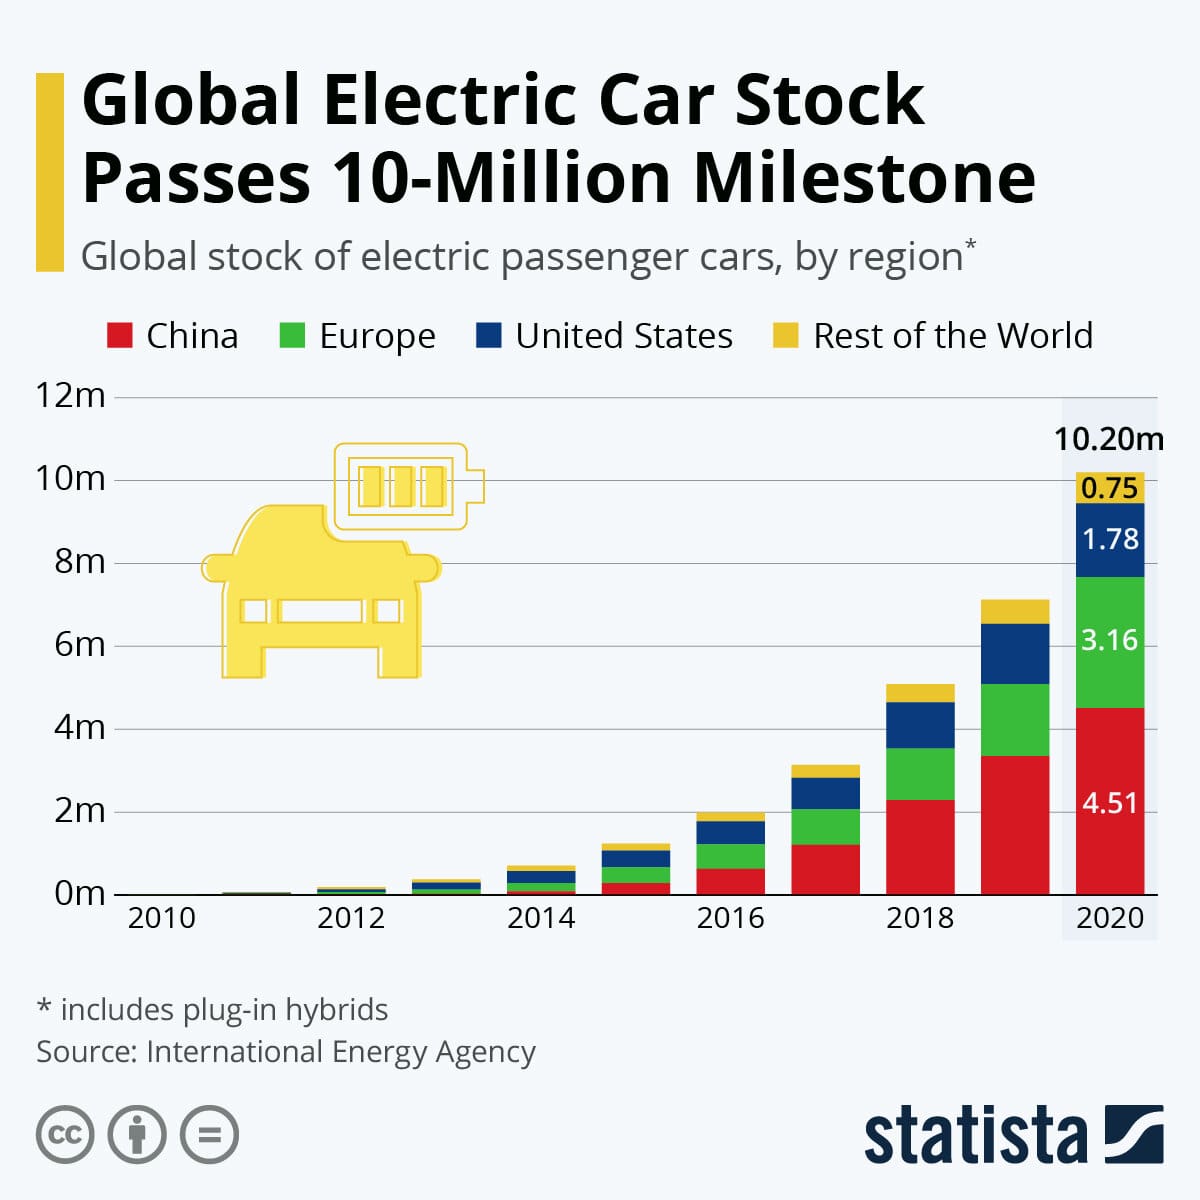 Global Electric Car Stock
Passes 10-Million Milestone
Global stock of electric passenger cars, by region*
China Europe United States Rest of the World
12m
10.20m
10m
0.75
1.78
8m
6m
3.16
4m
4.51
2m
0m
2010 2012 2014 2016 2018 2020
* includes plug-in hybrids
Source: International Energy Agency
cc =
statista